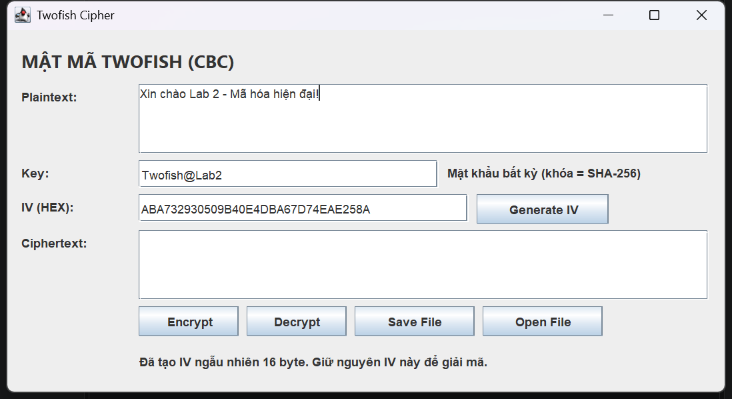 Twofish Cipher
MẬT MÃ TWOFISH (CBC)
Plaintext:
Xin chào Lab 2 - Mã hóa hiện đại!
Key:
Twofish@Lab2
Mật khẩu bất kỳ (khóa = SHA-256)
IV (HEX):
ABA732930509B40E4DBA67D74EAE258A
Generate IV
Ciphertext:
Encrypt
Decrypt
Save File
Open File
Đã tạo IV ngẫu nhiên 16 byte. Giữ nguyên IV này để giải mã.